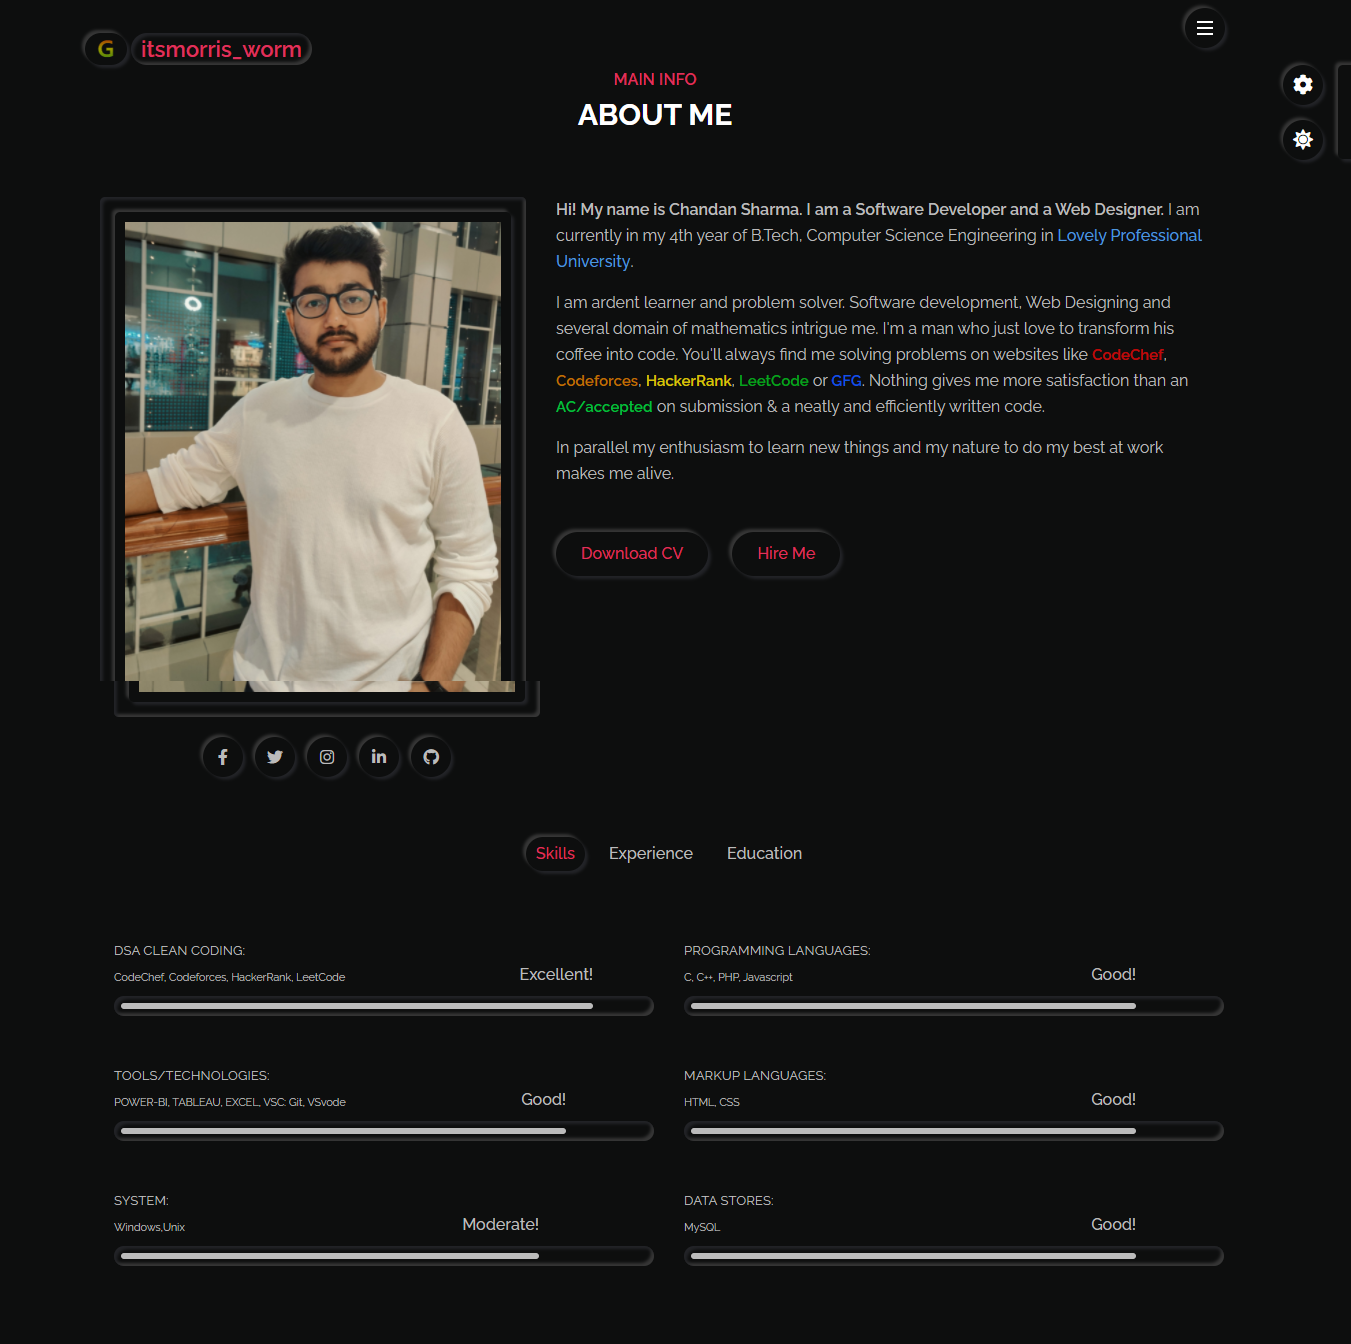 G itsmorris_worm
MAIN INFO
ABOUT ME
Hi! My name is Chandan Sharma. I am a Software Developer and a Web Designer. I am
currently in my 4th year of B.Tech, Computer Science Engineering in Lovely Professional
University.
I am ardent learner and problem solver. Software development, Web Designing and
several domain of mathematics intrigue me. I'm a man who just love to transform his
coffee into code. You'll always find me solving problems on websites like CodeChef,
Codeforces, HackerRank, LeetCode or GFG. Nothing gives me more satisfaction than an
AC/accepted on submission & a neatly and efficiently written code.
In parallel my enthusiasm to learn new things and my nature to do my best at work
makes me alive.
Download CV Hire Me
Skills Experience Education
DSA CLEAN CODING:
CodeChef, Codeforces, HackerRank, LeetCode Excellent!
PROGRAMMING LANGUAGES:
C, C++, PHP, Javascript Good!
TOOLS/TECHNOLOGIES:
POWER-BI, TABLEAU, EXCEL, VSC: Git, VSvode Good!
MARKUP LANGUAGES:
HTML, CSS Good!
SYSTEM:
Windows,Unix Moderate!
DATA STORES:
MySQL Good!